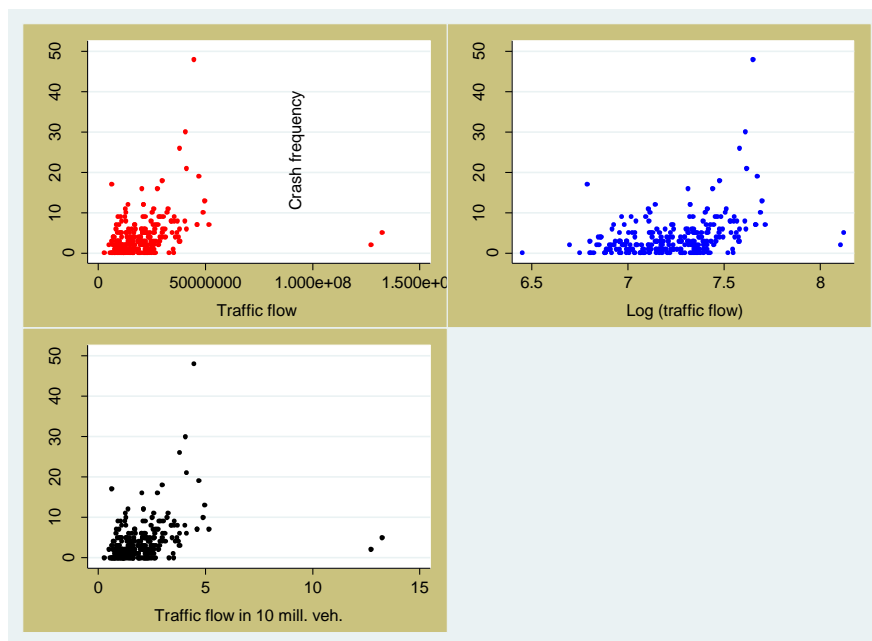 50
40
30
20
10
0
Crash frequency
0 50000000 1.000e+08 1.500e+0
Traffic flow
50
40
30
20
10
0
6.5 7 7.5 8
Log (traffic flow)
50
40
30
20
10
0
0 5 10 15
Traffic flow in 10 mill. veh.